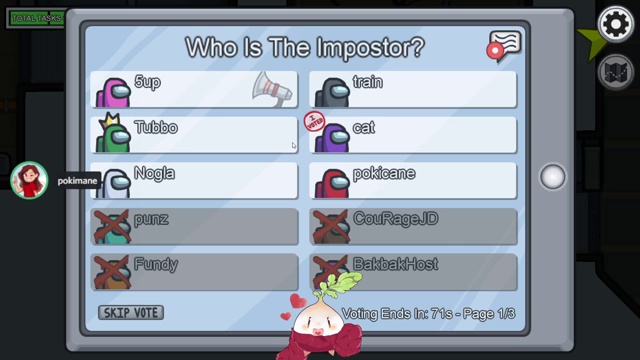 TOTAL TASKS
Who Is The Impostor?
5up
train
Tubbo
I VOTED
cat
pokimane
Nogla
pokicane
punz
CouRageJD
Fundy
BakbakHost
SKIP VOTE
Voting Ends In: 71s - Page 1/3